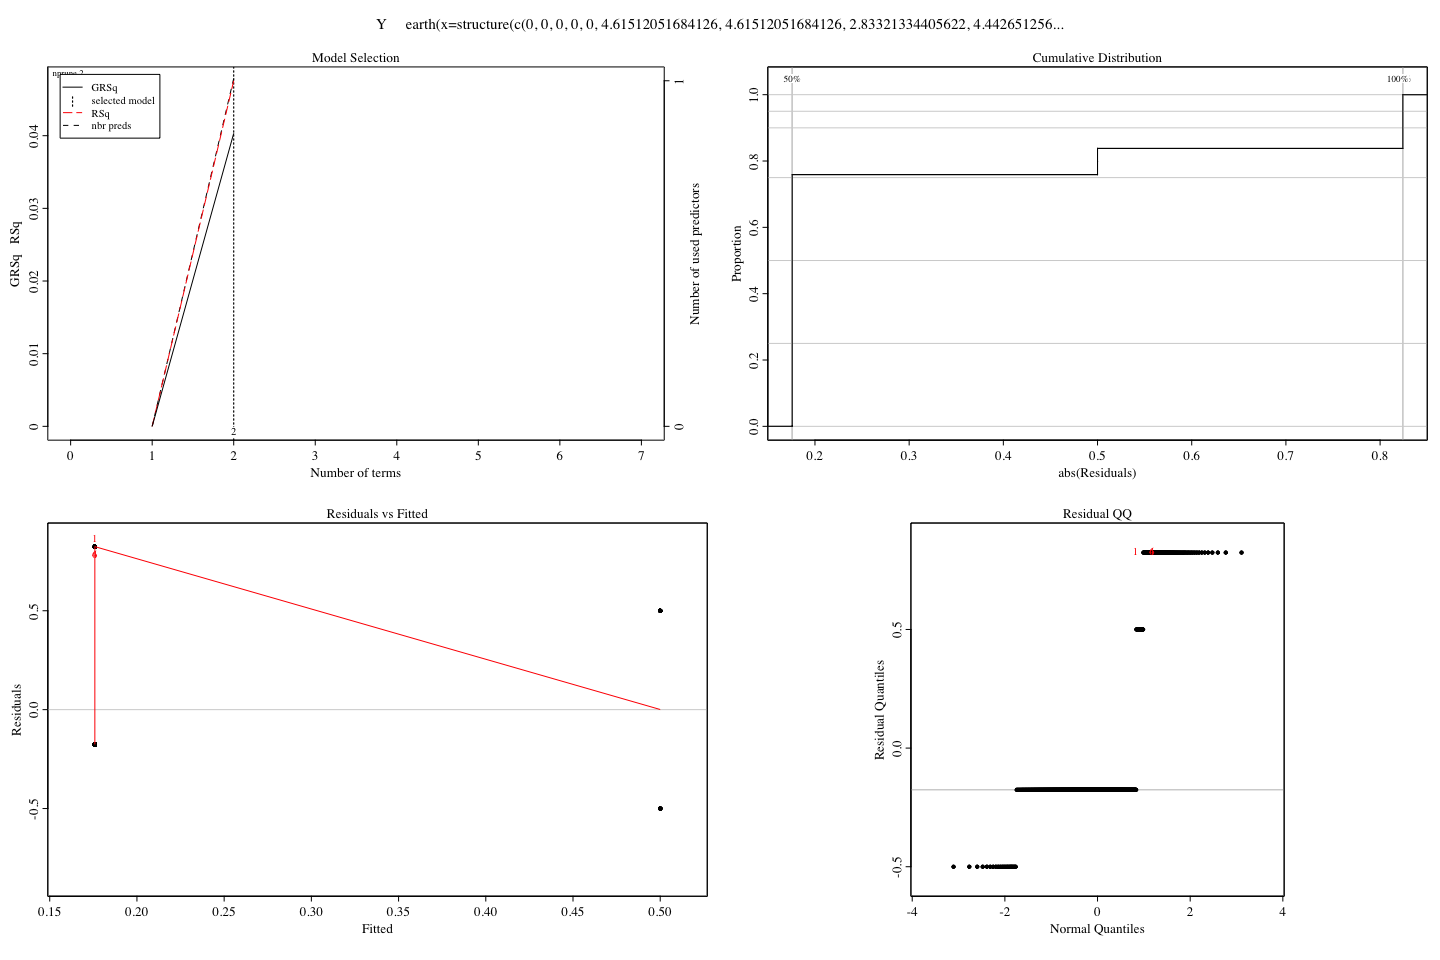 Y earth(x=structure(c(0, 0, 0, 0, 0, 4.61512051684126, 4.61512051684126, 2.83321334405622, 4.442651256...
Model Selection
GRSq
selected model
RSq
nbr preds
GRSq RSq
0 0.01 0.02 0.03 0.04
0 1
Number of used predictors
2
0 1 2 3 4 5 6 7
Number of terms
Cumulative Distribution
50% 100%
Proportion
0.0 0.2 0.4 0.6 0.8 1.0
0.2 0.3 0.4 0.5 0.6 0.7 0.8
abs(Residuals)
Residuals vs Fitted
1
Residuals
-0.5 0.0 0.5
0.15 0.20 0.25 0.30 0.35 0.40 0.45 0.50
Fitted
Residual QQ
1
Residual Quantiles
-0.5 0.0 0.5
-4 -2 0 2 4
Normal Quantiles